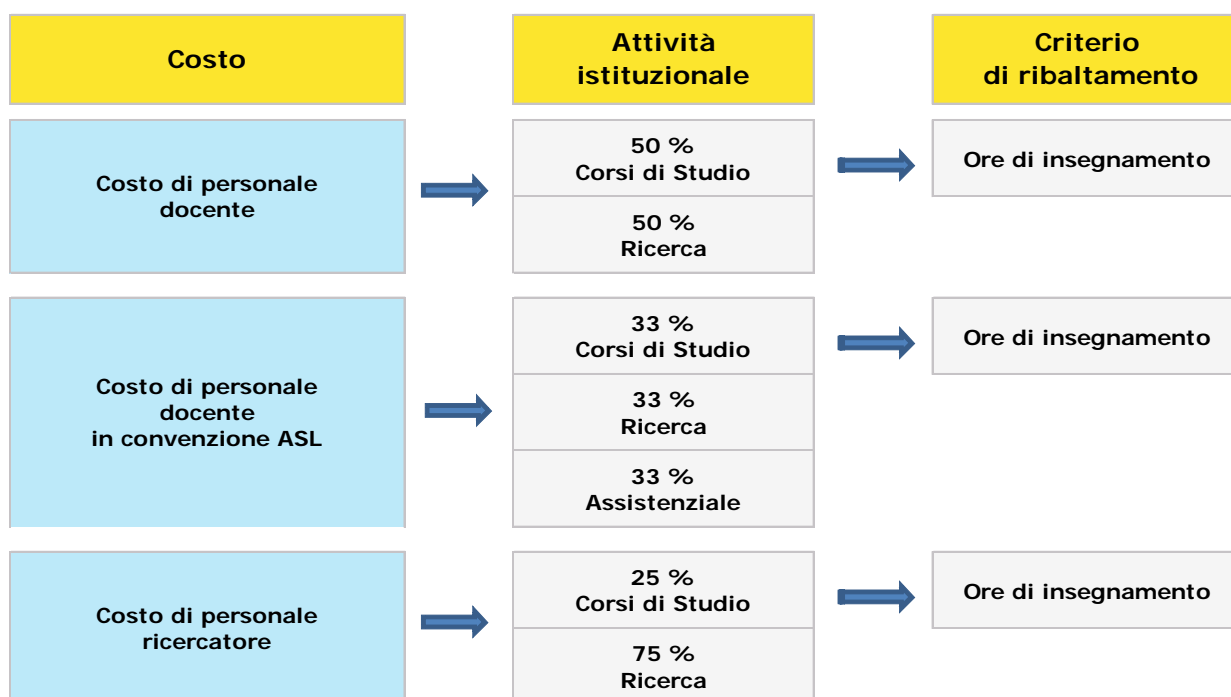 Costo
Attività
istituzionale
Criterio
di ribaltamento
Costo di personale
docente
50 %
Corsi di Studio
50 %
Ricerca
Ore di insegnamento
Costo di personale
docente
in convenzione ASL
33 %
Corsi di Studio
33 %
Ricerca
33 %
Assistenziale
Ore di insegnamento
Costo di personale
ricercatore
25 %
Corsi di Studio
75 %
Ricerca
Ore di insegnamento